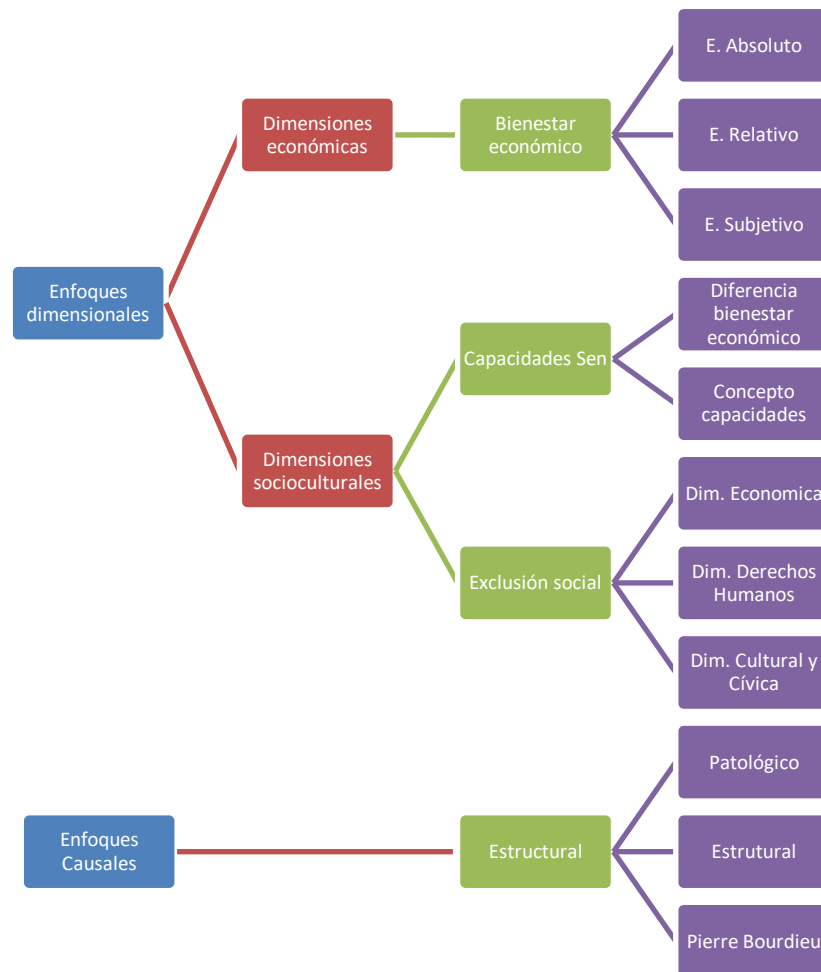 E. Absoluto
Dimensiones
económicas
Bienestar
económico
E. Relativo
E. Subjetivo
Enfoques
dimensionales
Diferencia
bienestar
económico
Capacidades Sen
Concepto
capacidades
Dimensiones
socioculturales
Dim. Economica
Exclusión social
Dim. Derechos
Humanos
Dim. Cultural y
Cívica
Patológico
Enfoques
Causales
Estructural
Estrutural
Pierre Bourdieu